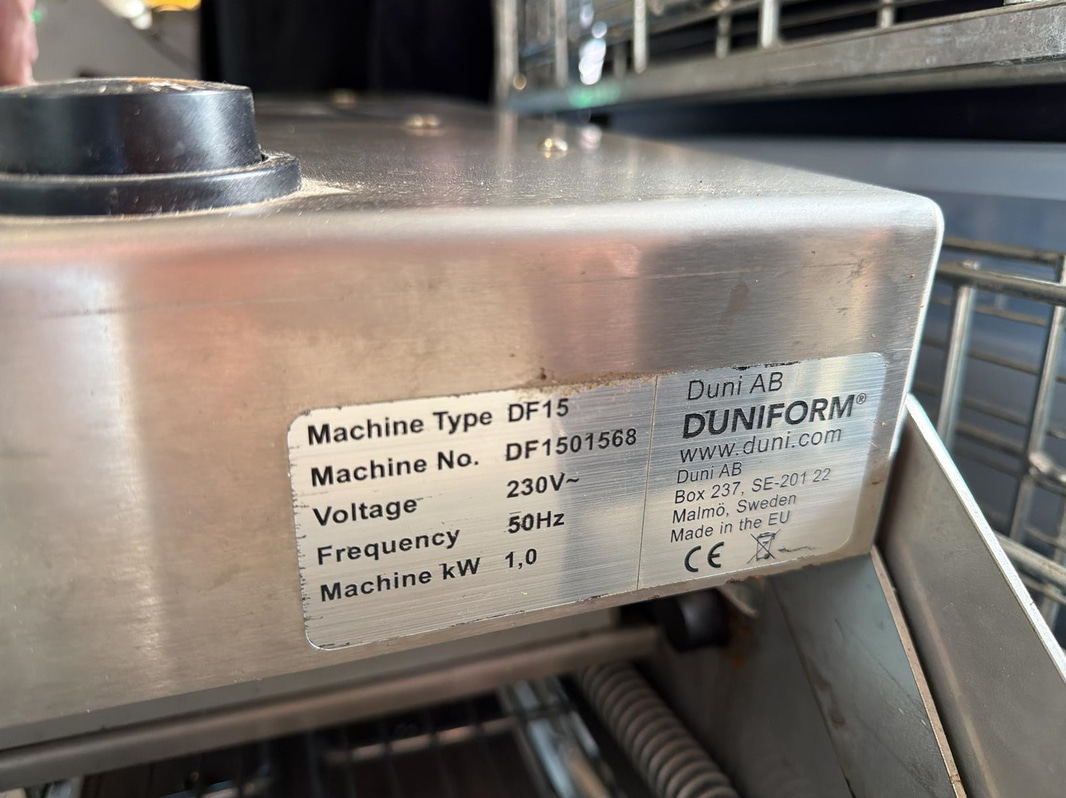 Machine Type DF15
Machine No. DF1501568
Voltage 230V~
Frequency 50Hz
Machine kW 1,0
Duni AB
DUNIFORM®
www.duni.com
Duni AB
Box 237, SE-201 22
Malmö, Sweden
Made in the EU
CE